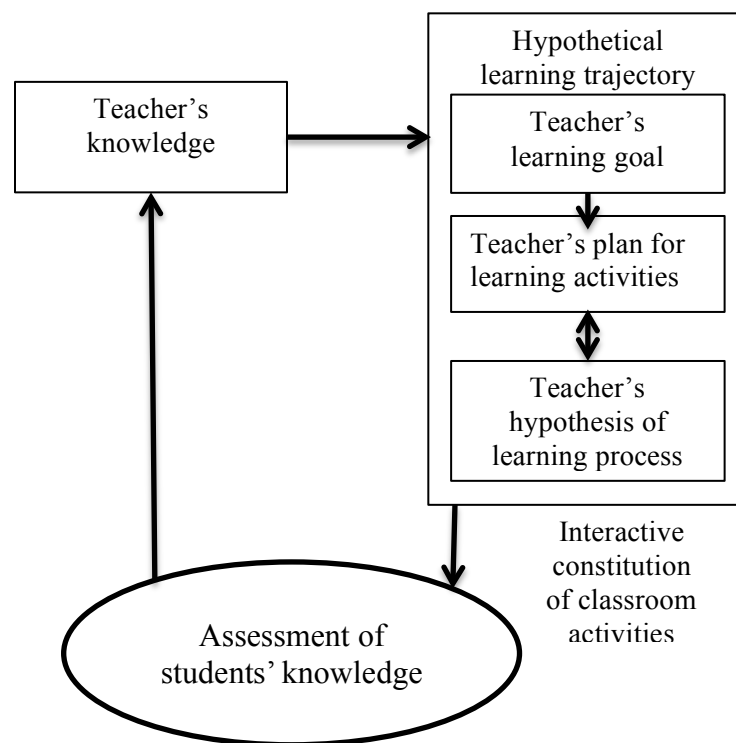 Hypothetical
learning trajectory
Teacher’s
knowledge
Teacher’s
learning goal
Teacher’s plan for
learning activities
Teacher’s
hypothesis of
learning process
Interactive
constitution
of classroom
activities
Assessment of
students’ knowledge